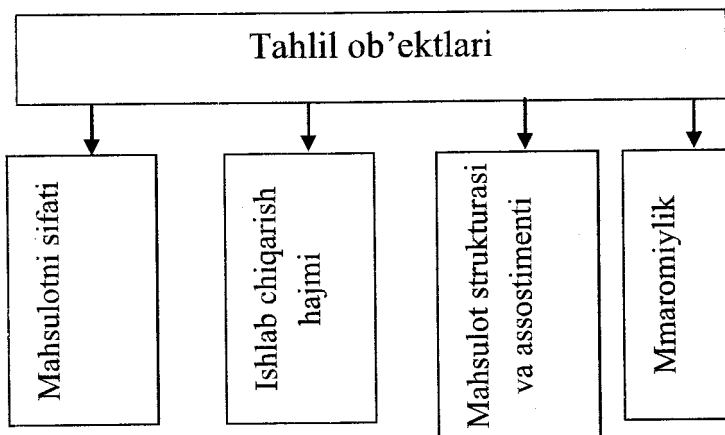 Tahlil ob’ektlari
Mahsulotni sifati
Ishlab chiqarish
hajmi
Mahsulot strukturasi
va assostimenti
Mmaromiylik